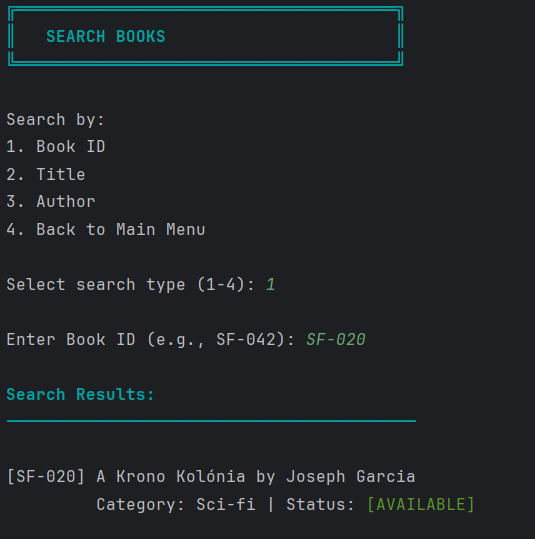 SEARCH BOOKS
Search by:
1. Book ID
2. Title
3. Author
4. Back to Main Menu
Select search type (1-4): 1
Enter Book ID (e.g., SF-042): SF-020
Search Results:
[SF-020] A Krono Kolónia by Joseph Garcia
Category: Sci-fi | Status: [AVAILABLE]